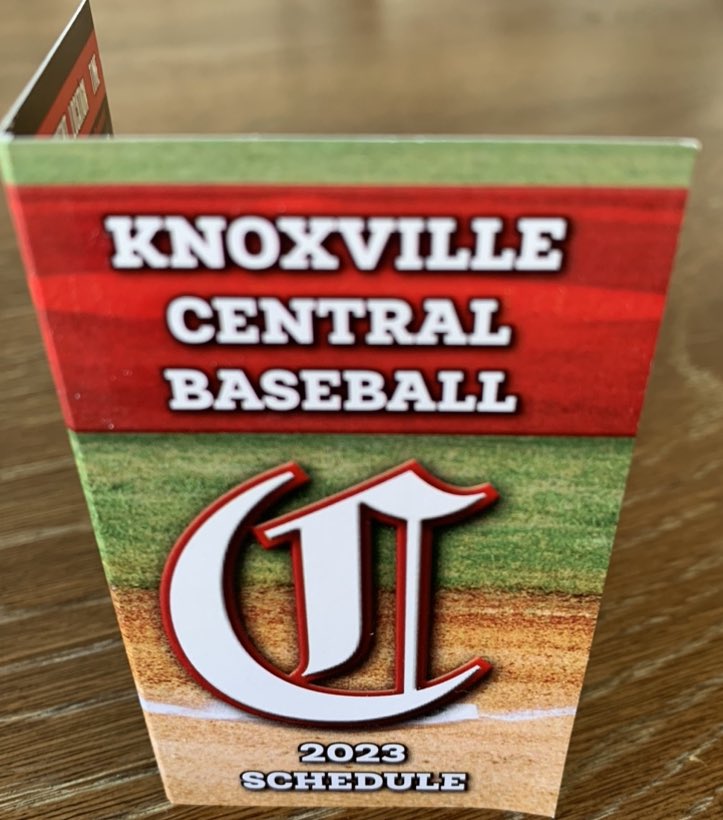 KNOXVILLE
CENTRAL
BASEBALL
C
2023
SCHEDULE